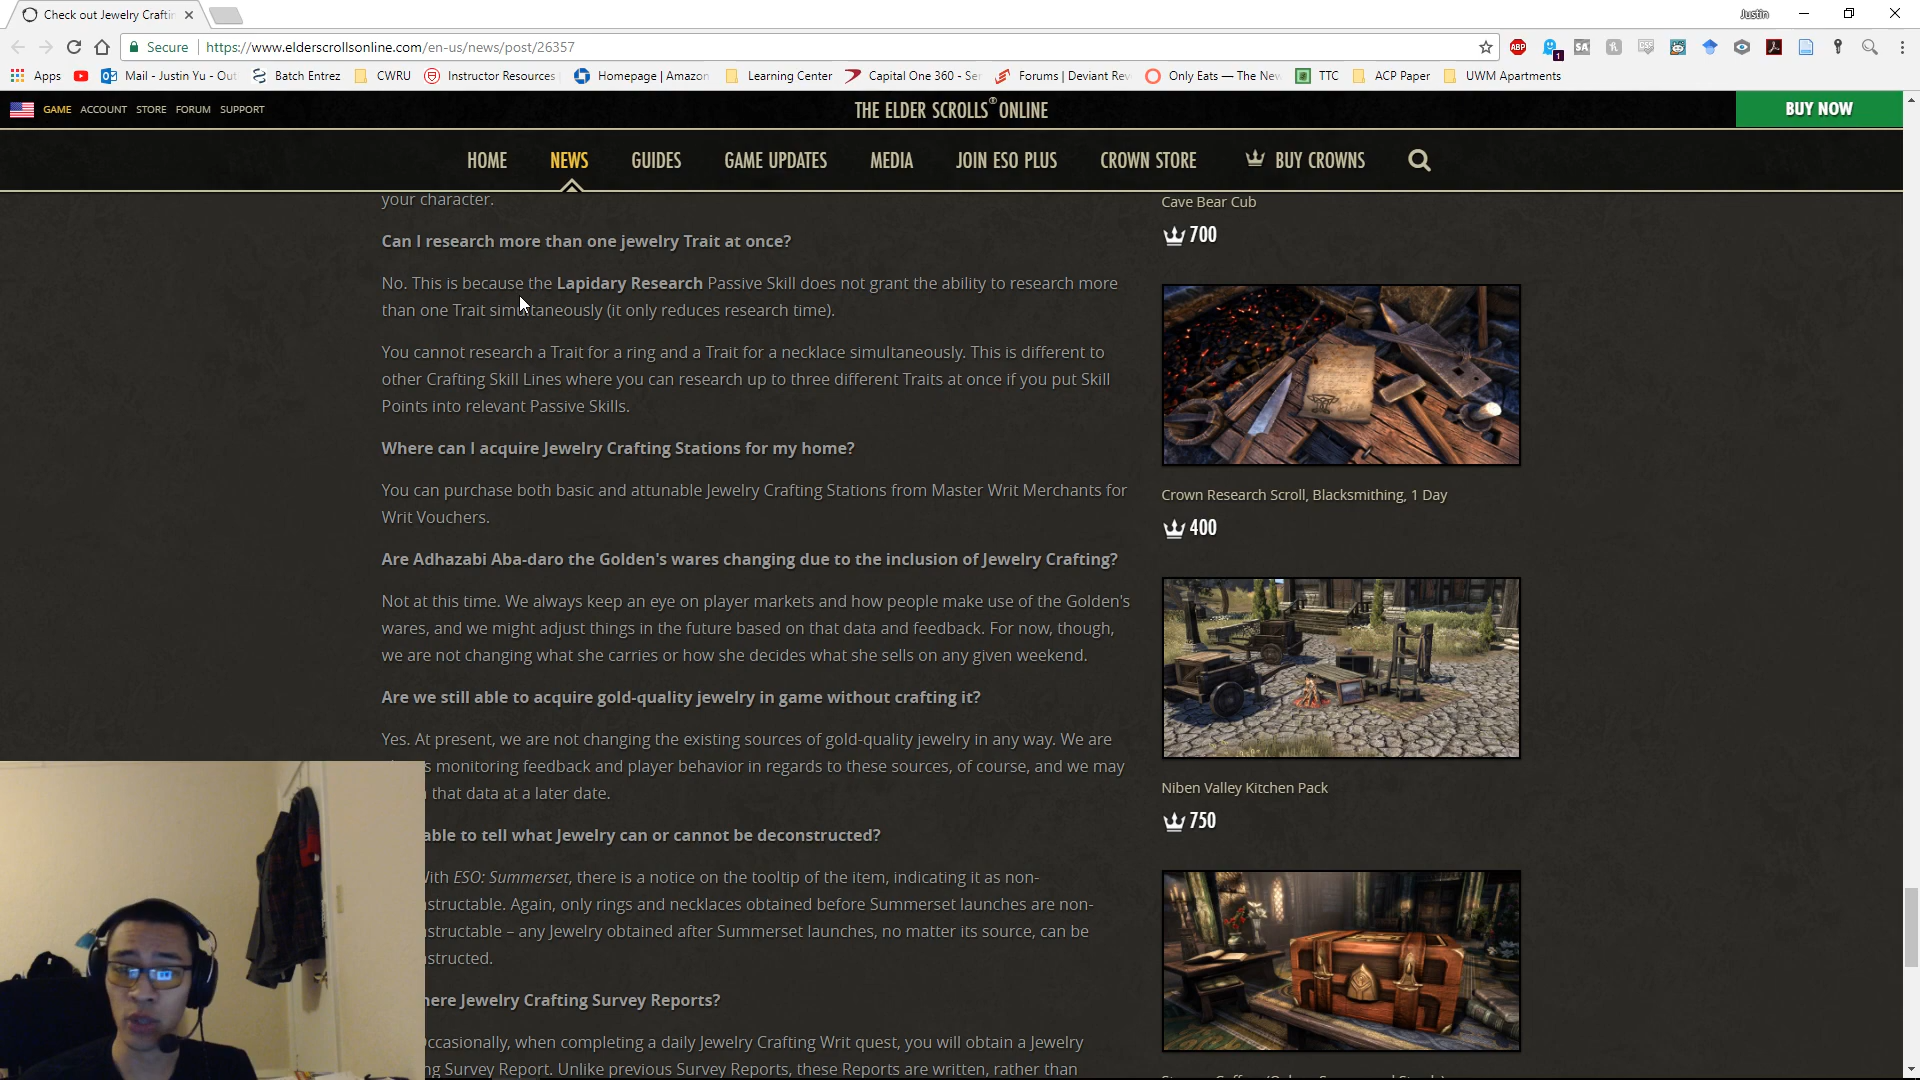 Check out Jewelry Craftin
Justin
Secure
https://www.elderscrollsonline.com/en-us/news/post/26357
ABP
1
SA
CSS
Apps
Mail - Justin Yu - Out
Batch Entrez
CWRU
Instructor Resources
Homepage | Amazon
Learning Center
Capital One 360 - Se
Forums | Deviant Rev
Only Eats — The New
TTC
ACP Paper
UWM Apartments
GAME ACCOUNT STORE FORUM SUPPORT
THE ELDER SCROLLS® ONLINE
BUY NOW
HOME NEWS GUIDES GAME UPDATES MEDIA JOIN ESO PLUS CROWN STORE BUY CROWNS
your character.
Can I research more than one jewelry Trait at once?
No. This is because the Lapidary Research Passive Skill does not grant the ability to research more
than one Trait simultaneously (it only reduces research time).
You cannot research a Trait for a ring and a Trait for a necklace simultaneously. This is different to
other Crafting Skill Lines where you can research up to three different Traits at once if you put Skill
Points into relevant Passive Skills.
Where can I acquire Jewelry Crafting Stations for my home?
You can purchase both basic and attunable Jewelry Crafting Stations from Master Writ Merchants for
Writ Vouchers.
Are Adhazabi Aba-daro the Golden's wares changing due to the inclusion of Jewelry Crafting?
Not at this time. We always keep an eye on player markets and how people make use of the Golden's
wares, and we might adjust things in the future based on that data and feedback. For now, though,
we are not changing what she carries or how she decides what she sells on any given weekend.
Are we still able to acquire gold-quality jewelry in game without crafting it?
Yes. At present, we are not changing the existing sources of gold-quality jewelry in any way. We are
s monitoring feedback and player behavior in regards to these sources, of course, and we may
that data at a later date.
able to tell what Jewelry can or cannot be deconstructed?
ith ESO: Summerset, there is a notice on the tooltip of the item, indicating it as non-
structable. Again, only rings and necklaces obtained before Summerset launches are non-
structable – any Jewelry obtained after Summerset launches, no matter its source, can be
structed.
here Jewelry Crafting Survey Reports?
ccasionally, when completing a daily Jewelry Crafting Writ quest, you will obtain a Jewelry
ng Survey Report. Unlike previous Survey Reports, these Reports are written, rather than
Cave Bear Cub
700
Crown Research Scroll, Blacksmithing, 1 Day
400
Niben Valley Kitchen Pack
750